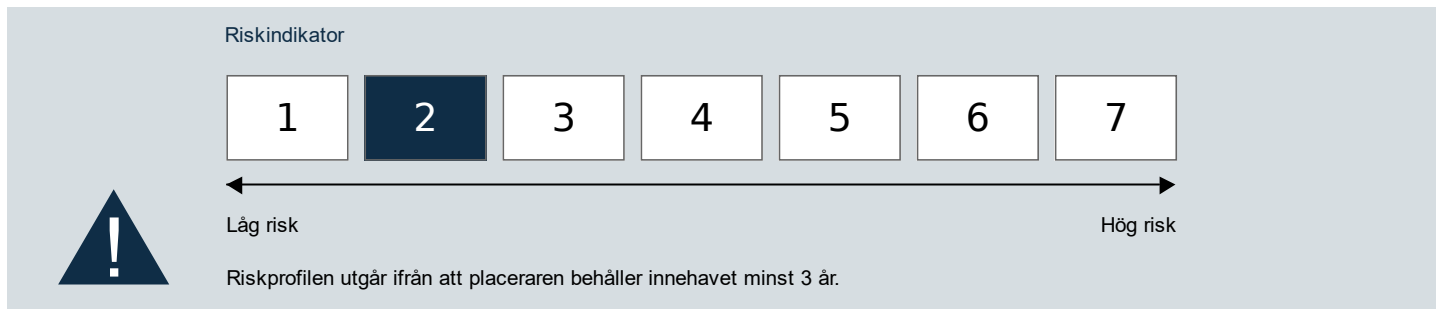 Riskindikator
1 2 3 4 5 6 7
Låg risk Hög risk
!
Riskprofilen utgår ifrån att placeraren behåller innehavet minst 3 år.